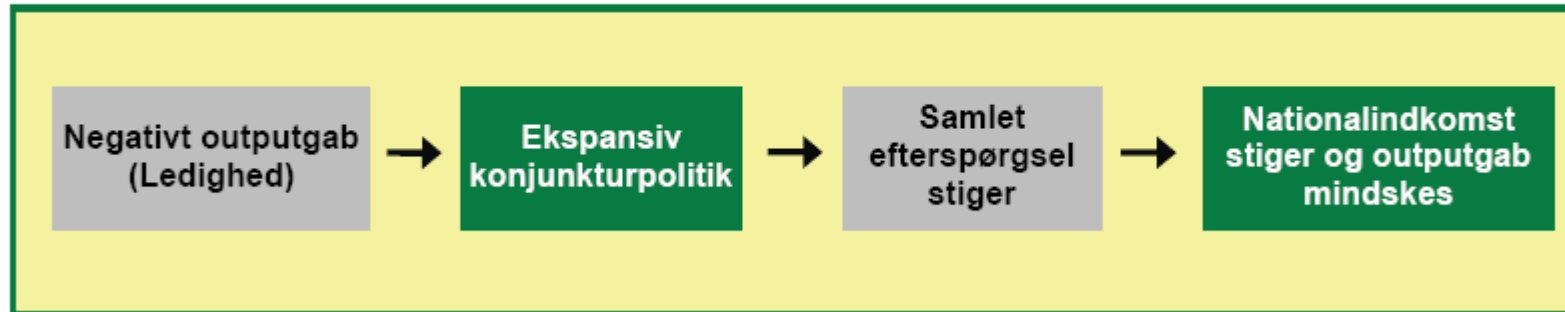 Negativt outputgab
(Ledighed)
Ekspansiv
konjunkturpolitik
Samlet
efterspørgsel
stiger
Nationalindkomst
stiger og outputgab
mindskes